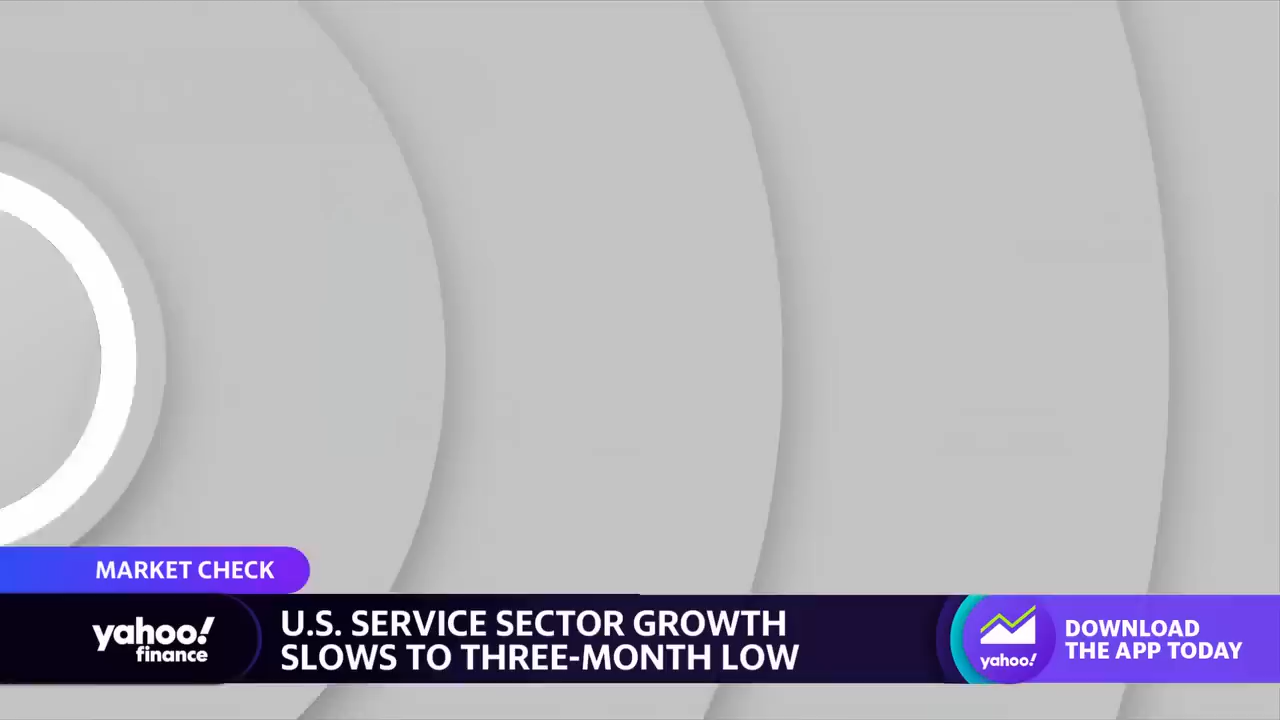 MARKET CHECK
yahoo!
finance
U.S. SERVICE SECTOR GROWTH
SLOWS TO THREE-MONTH LOW
yahoo!
DOWNLOAD
THE APP TODAY